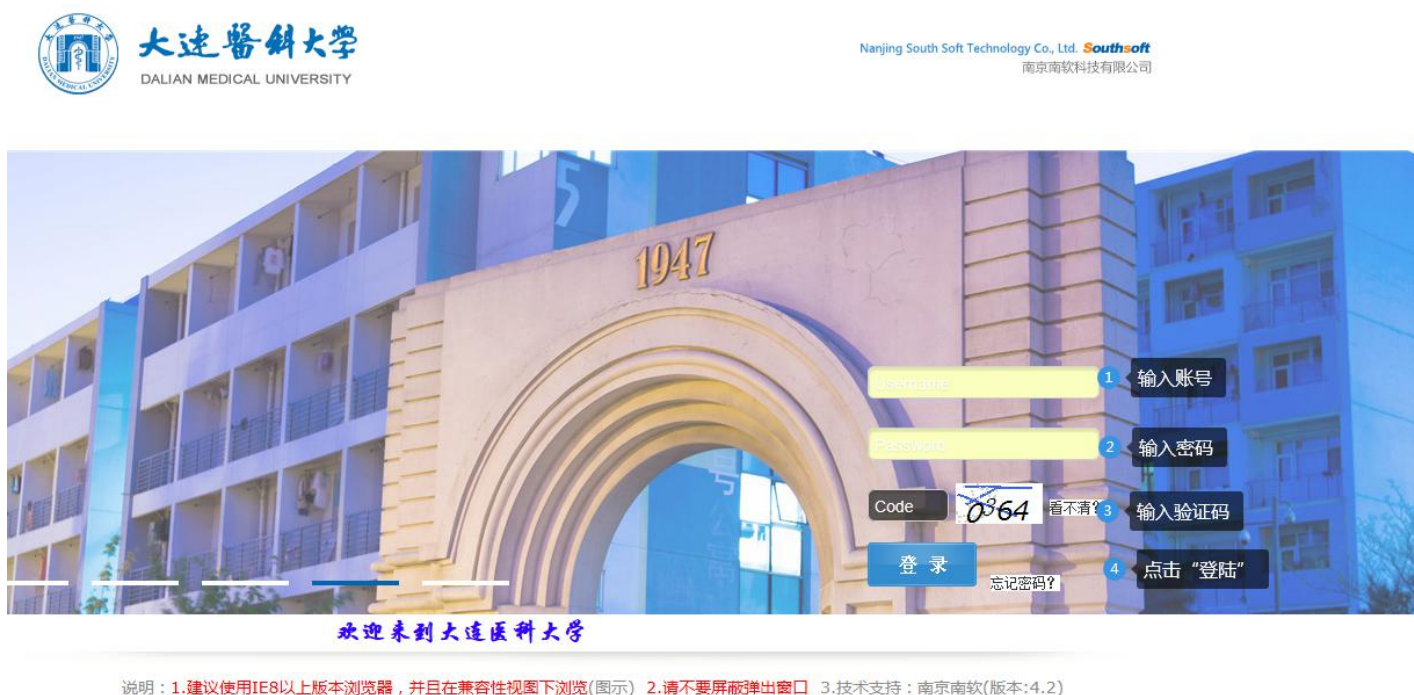 大连醫科大學
DALIAN MEDICAL UNIVERSITY
Nanjing South Soft Technology Co., Ltd. Southsoft
南京南软科技有限公司
5
1947
Username
1 输入账号
Password
2 输入密码
Code
0364
看不清?
3 输入验证码
登 录
忘记密码?
4 点击“登陆”
欢迎来到大连医科大学
说明：1.建议使用IE8以上版本浏览器，并且在兼容性视图下浏览(图示) 2.请不要屏蔽弹出窗口 3.技术支持：南京南软(版本:4.2)